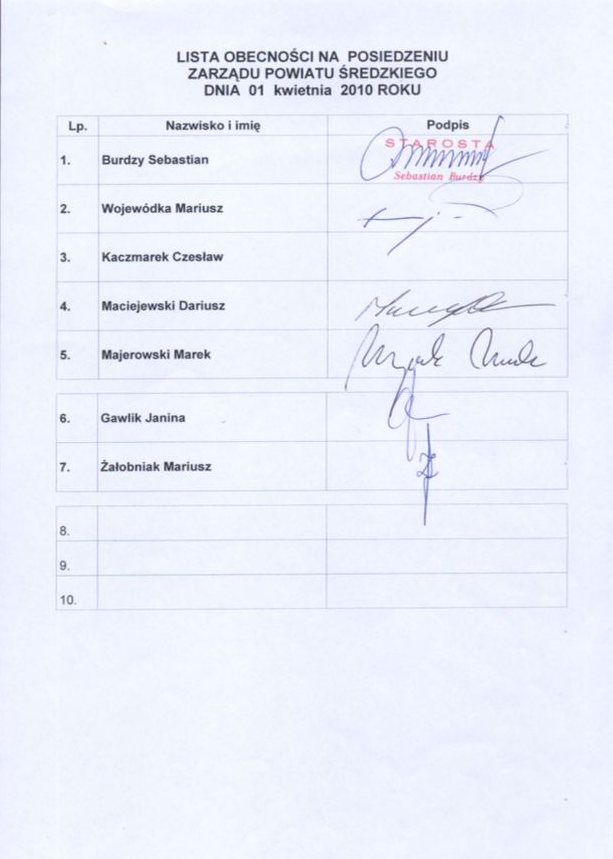 LISTA OBECNOŚCI NA POSIEDZENIU
ZARZĄDU POWIATU ŚREDZKIEGO
DNIA 01 kwietnia 2010 ROKU
Lp. Nazwisko i imię Podpis
1. Burdzy Sebastian
STAROSTA
Sebastian Burdzy
2. Wojewódka Mariusz
3. Kaczmarek Czesław
4. Maciejewski Dariusz
5. Majerowski Marek
6. Gawlik Janina
7. Żałobniak Mariusz
8.
9.
10.